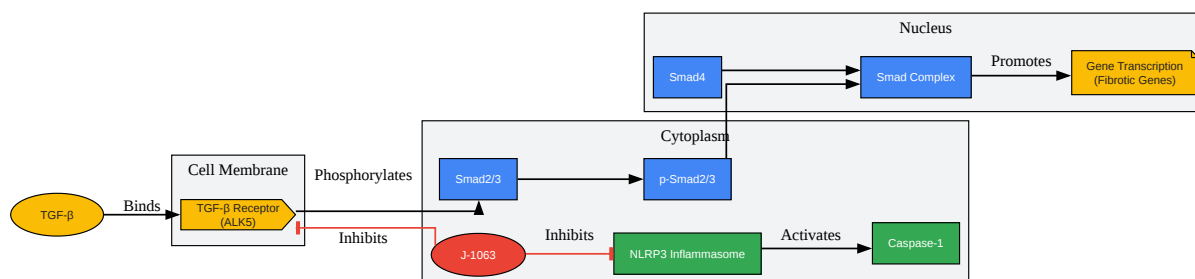 Nucleus
Smad4
Smad Complex
Promotes
Gene Transcription
(Fibrotic Genes)
Cytoplasm
Cell Membrane
Phosphorylates
Smad2/3
p-Smad2/3
TGF-β
Binds
TGF-β Receptor
(ALK5)
Inhibits
J-1063
Inhibits
NLRP3 Inflammasome
Activates
Caspase-1